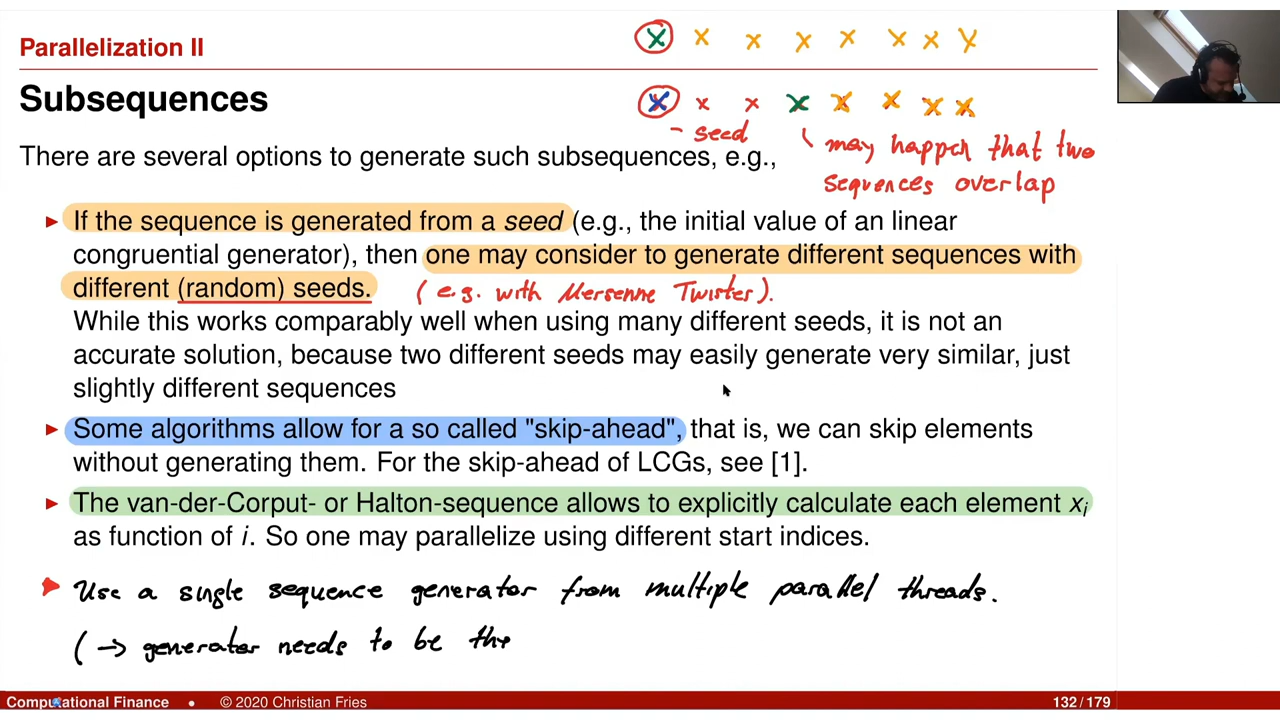 Parallelization II
x x x x x x x x
Subsequences
x x x x x x x x
- seed
may happen that two
sequences overlap
There are several options to generate such subsequences, e.g.,
► If the sequence is generated from a seed (e.g., the initial value of an linear
congruential generator), then one may consider to generate different sequences with
different (random) seeds. (e.g. with Mersenne Twister).
While this works comparably well when using many different seeds, it is not an
accurate solution, because two different seeds may easily generate very similar, just
slightly different sequences
► Some algorithms allow for a so called "skip-ahead", that is, we can skip elements
without generating them. For the skip-ahead of LCGs, see [1].
► The van-der-Corput- or Halton-sequence allows to explicitly calculate each element xᵢ
as function of i. So one may parallelize using different start indices.
► Use a single sequence generator from multiple parallel threads.
(→ generator needs to be the
Computational Finance • © 2020 Christian Fries 132 / 179